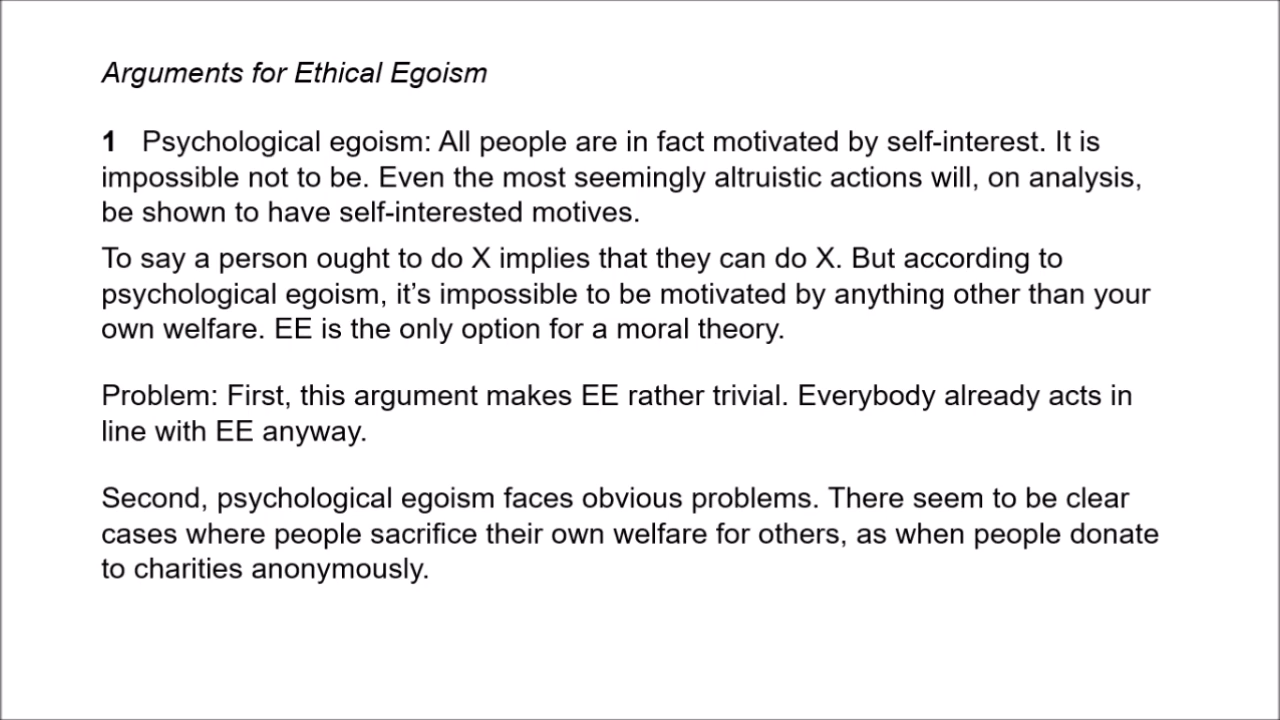 Arguments for Ethical Egoism
1 Psychological egoism: All people are in fact motivated by self-interest. It is
impossible not to be. Even the most seemingly altruistic actions will, on analysis,
be shown to have self-interested motives.
To say a person ought to do X implies that they can do X. But according to
psychological egoism, it’s impossible to be motivated by anything other than your
own welfare. EE is the only option for a moral theory.
Problem: First, this argument makes EE rather trivial. Everybody already acts in
line with EE anyway.
Second, psychological egoism faces obvious problems. There seem to be clear
cases where people sacrifice their own welfare for others, as when people donate
to charities anonymously.